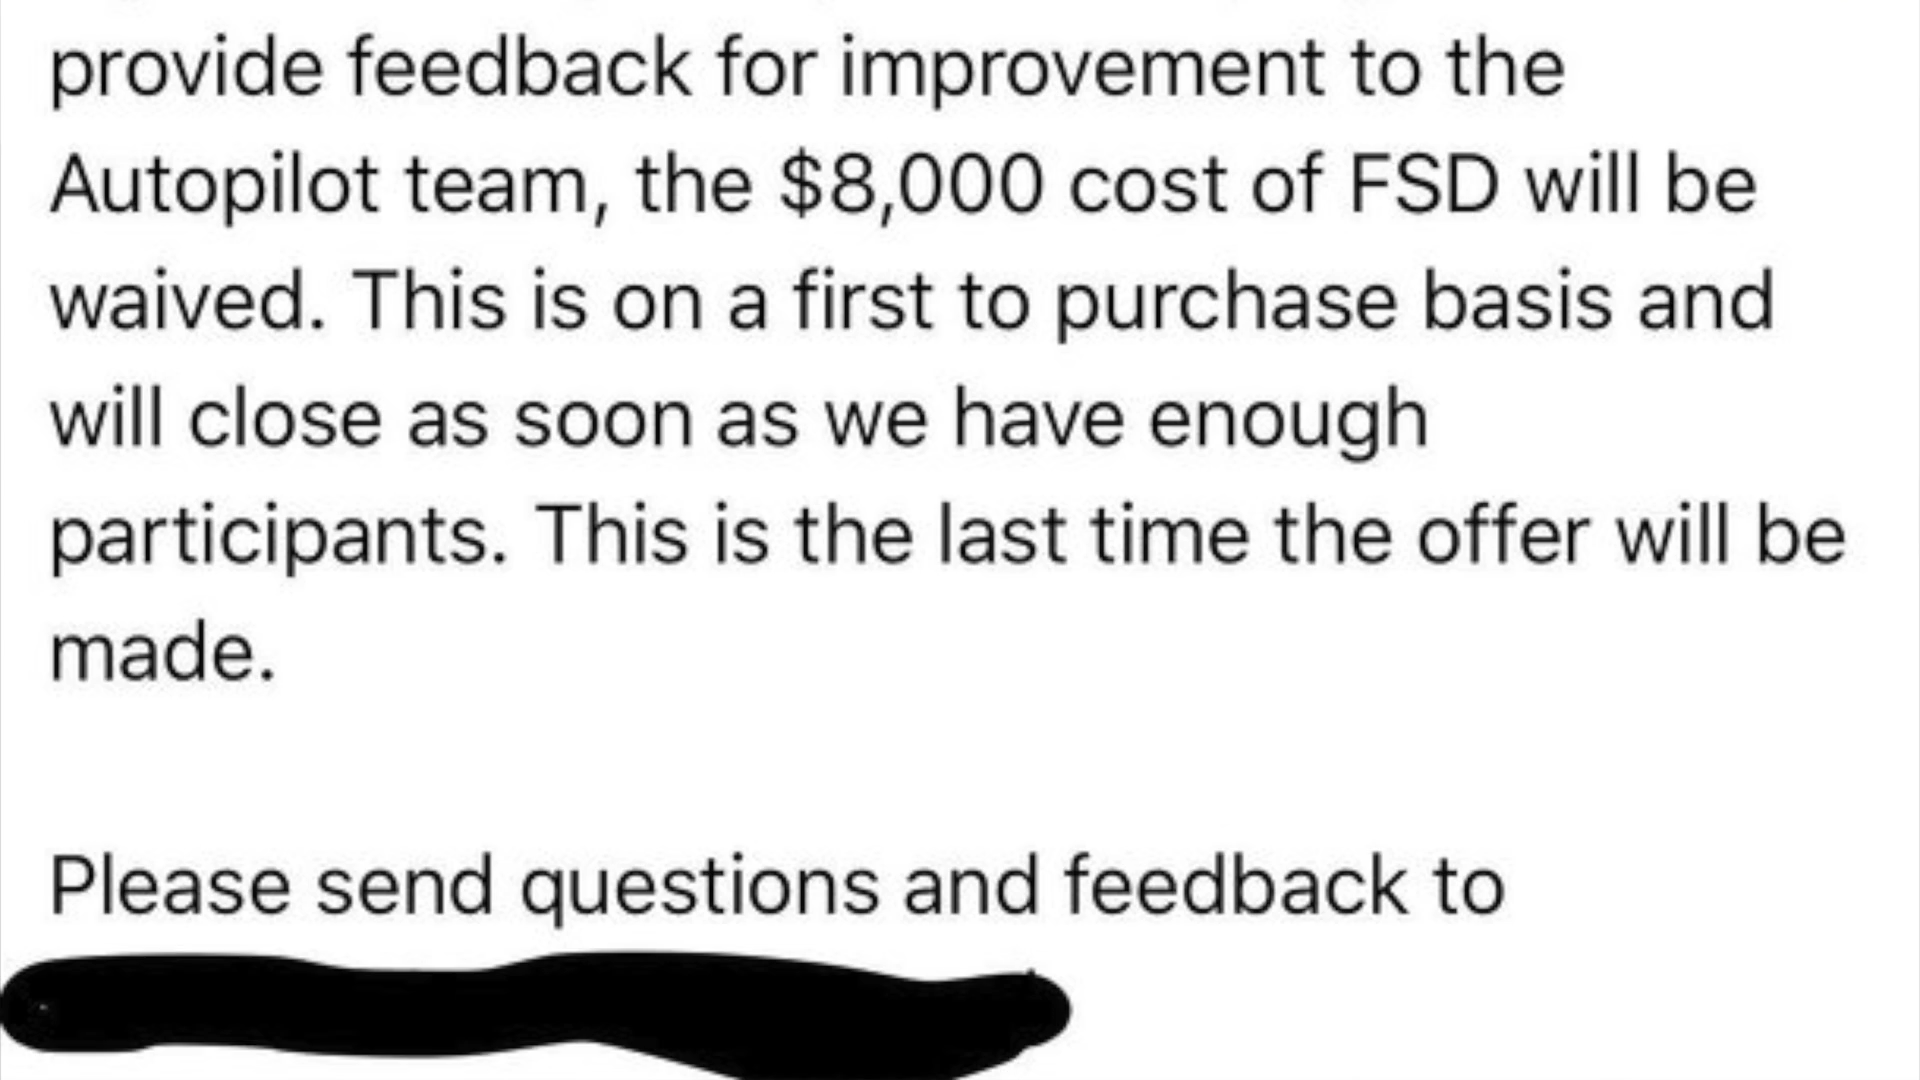 provide feedback for improvement to the
Autopilot team, the $8,000 cost of FSD will be
waived. This is on a first to purchase basis and
will close as soon as we have enough
participants. This is the last time the offer will be
made.
Please send questions and feedback to